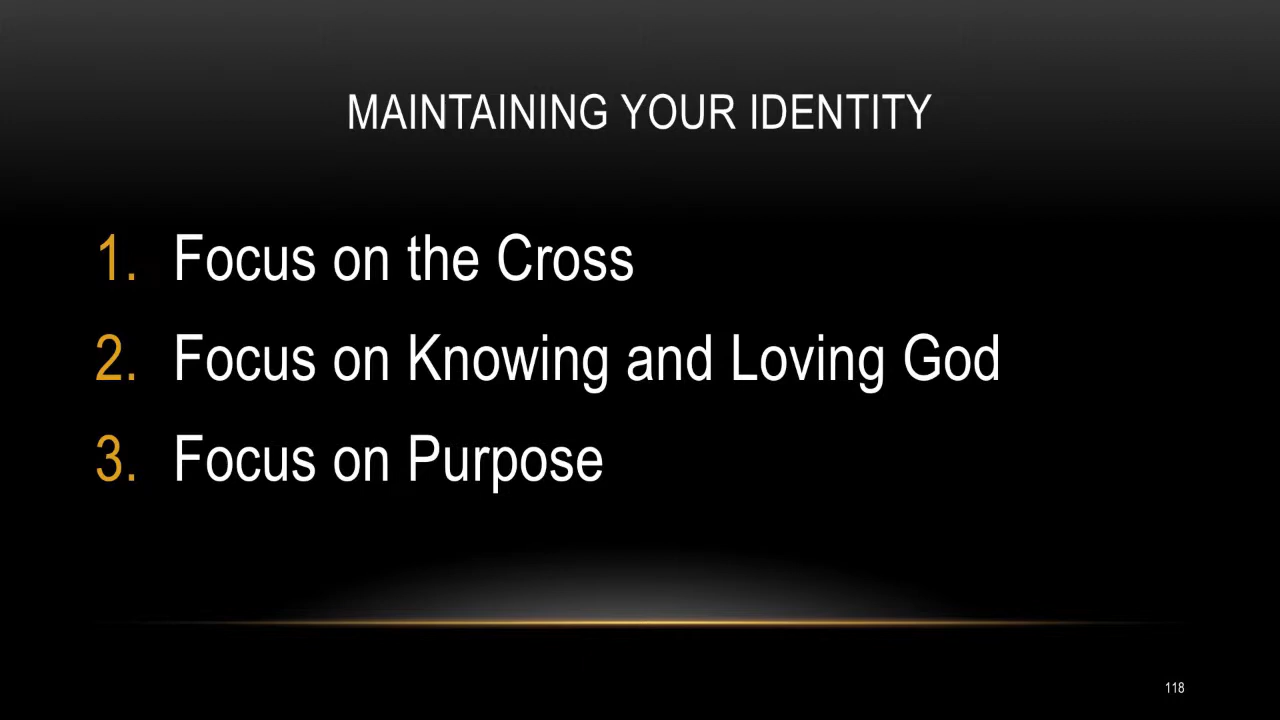 MAINTAINING YOUR IDENTITY
1. Focus on the Cross
2. Focus on Knowing and Loving God
3. Focus on Purpose
118